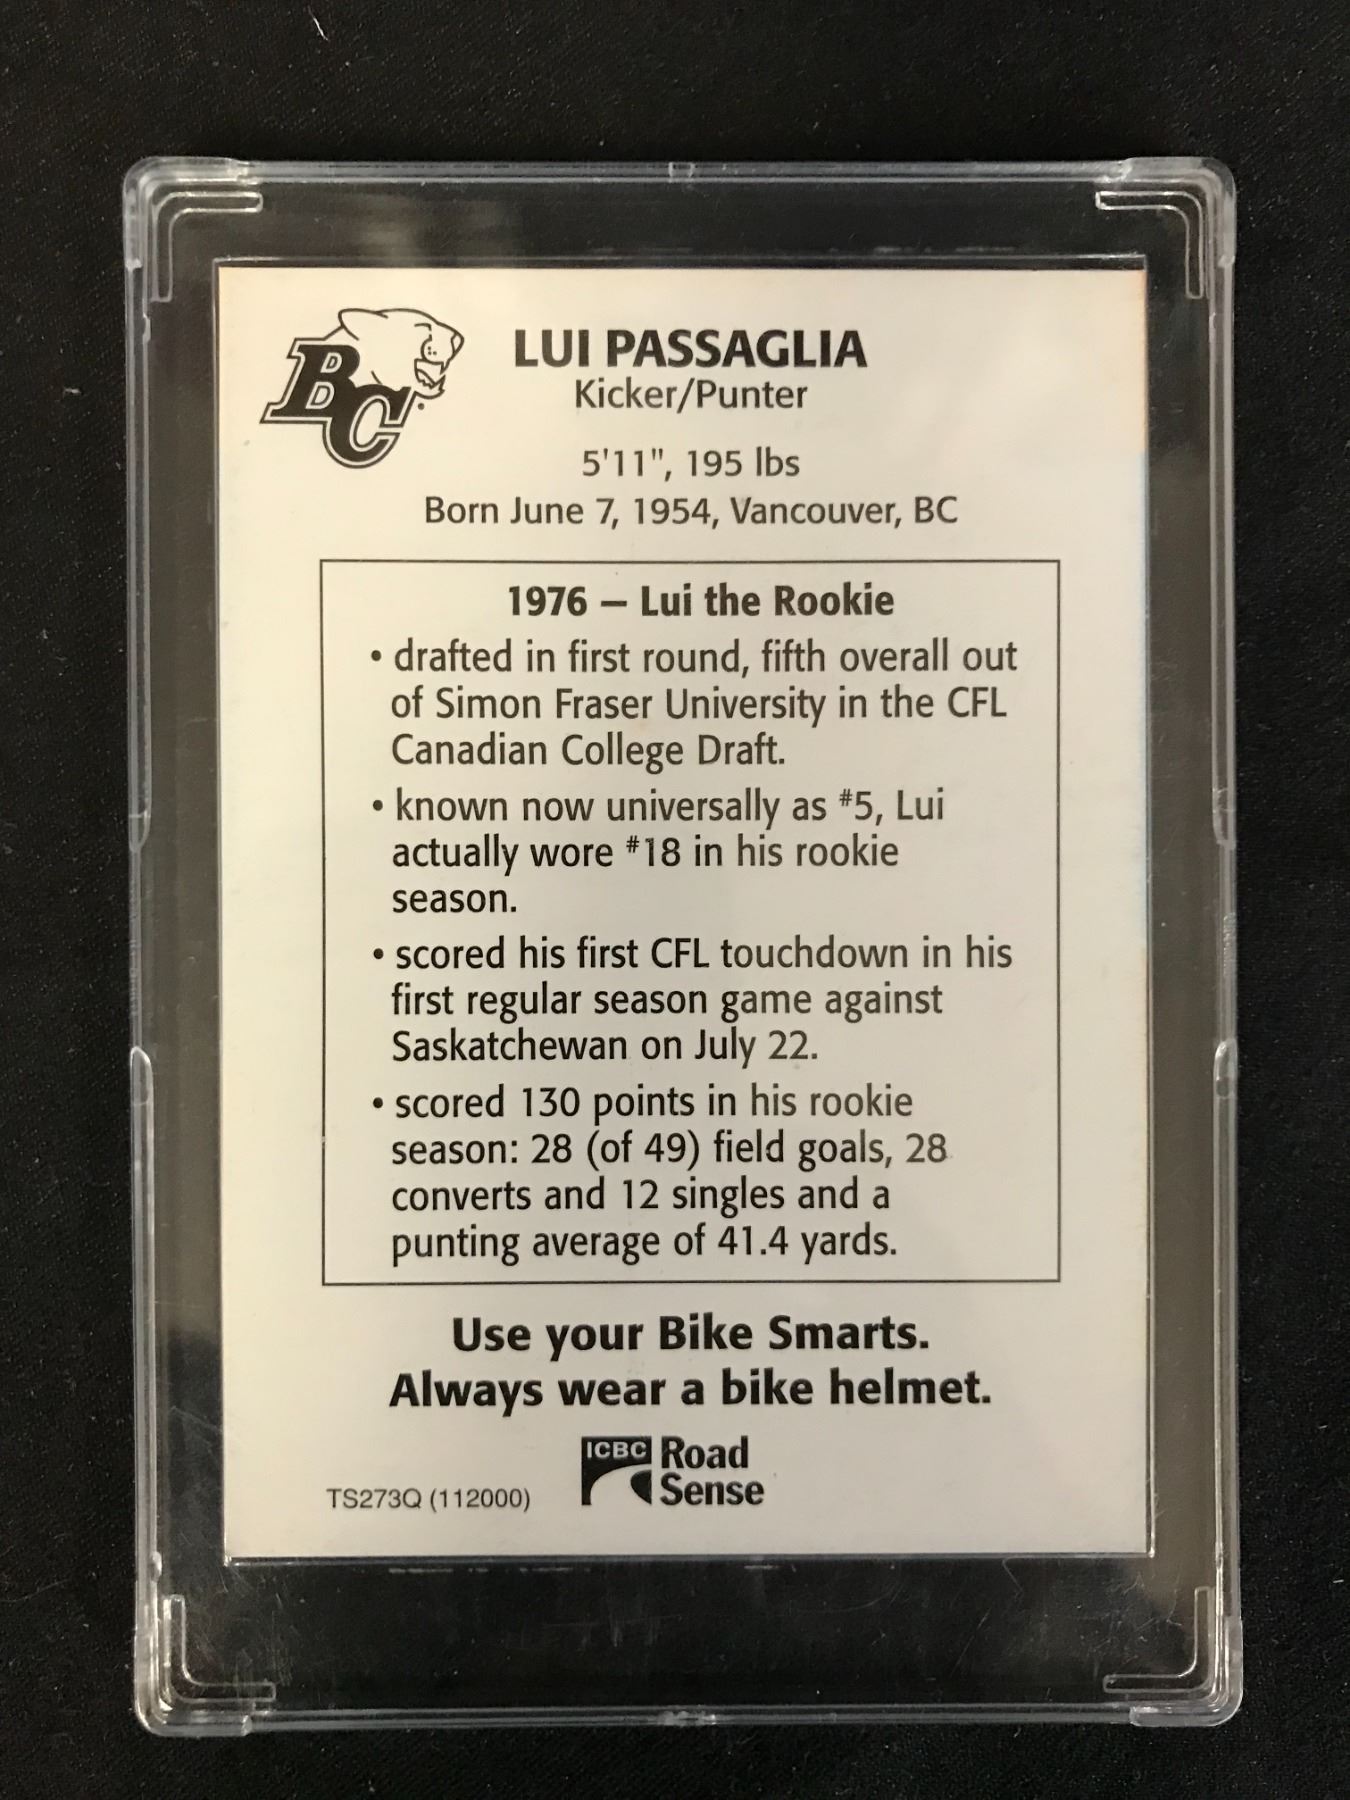 BC
LUI PASSAGLIA
Kicker/Punter
5'11", 195 lbs
Born June 7, 1954, Vancouver, BC
1976 – Lui the Rookie
• drafted in first round, fifth overall out
of Simon Fraser University in the CFL
Canadian College Draft.
• known now universally as #5, Lui
actually wore #18 in his rookie
season.
• scored his first CFL touchdown in his
first regular season game against
Saskatchewan on July 22.
• scored 130 points in his rookie
season: 28 (of 49) field goals, 28
converts and 12 singles and a
punting average of 41.4 yards.
Use your Bike Smarts.
Always wear a bike helmet.
ICBC Road
Sense
TS273Q (112000)